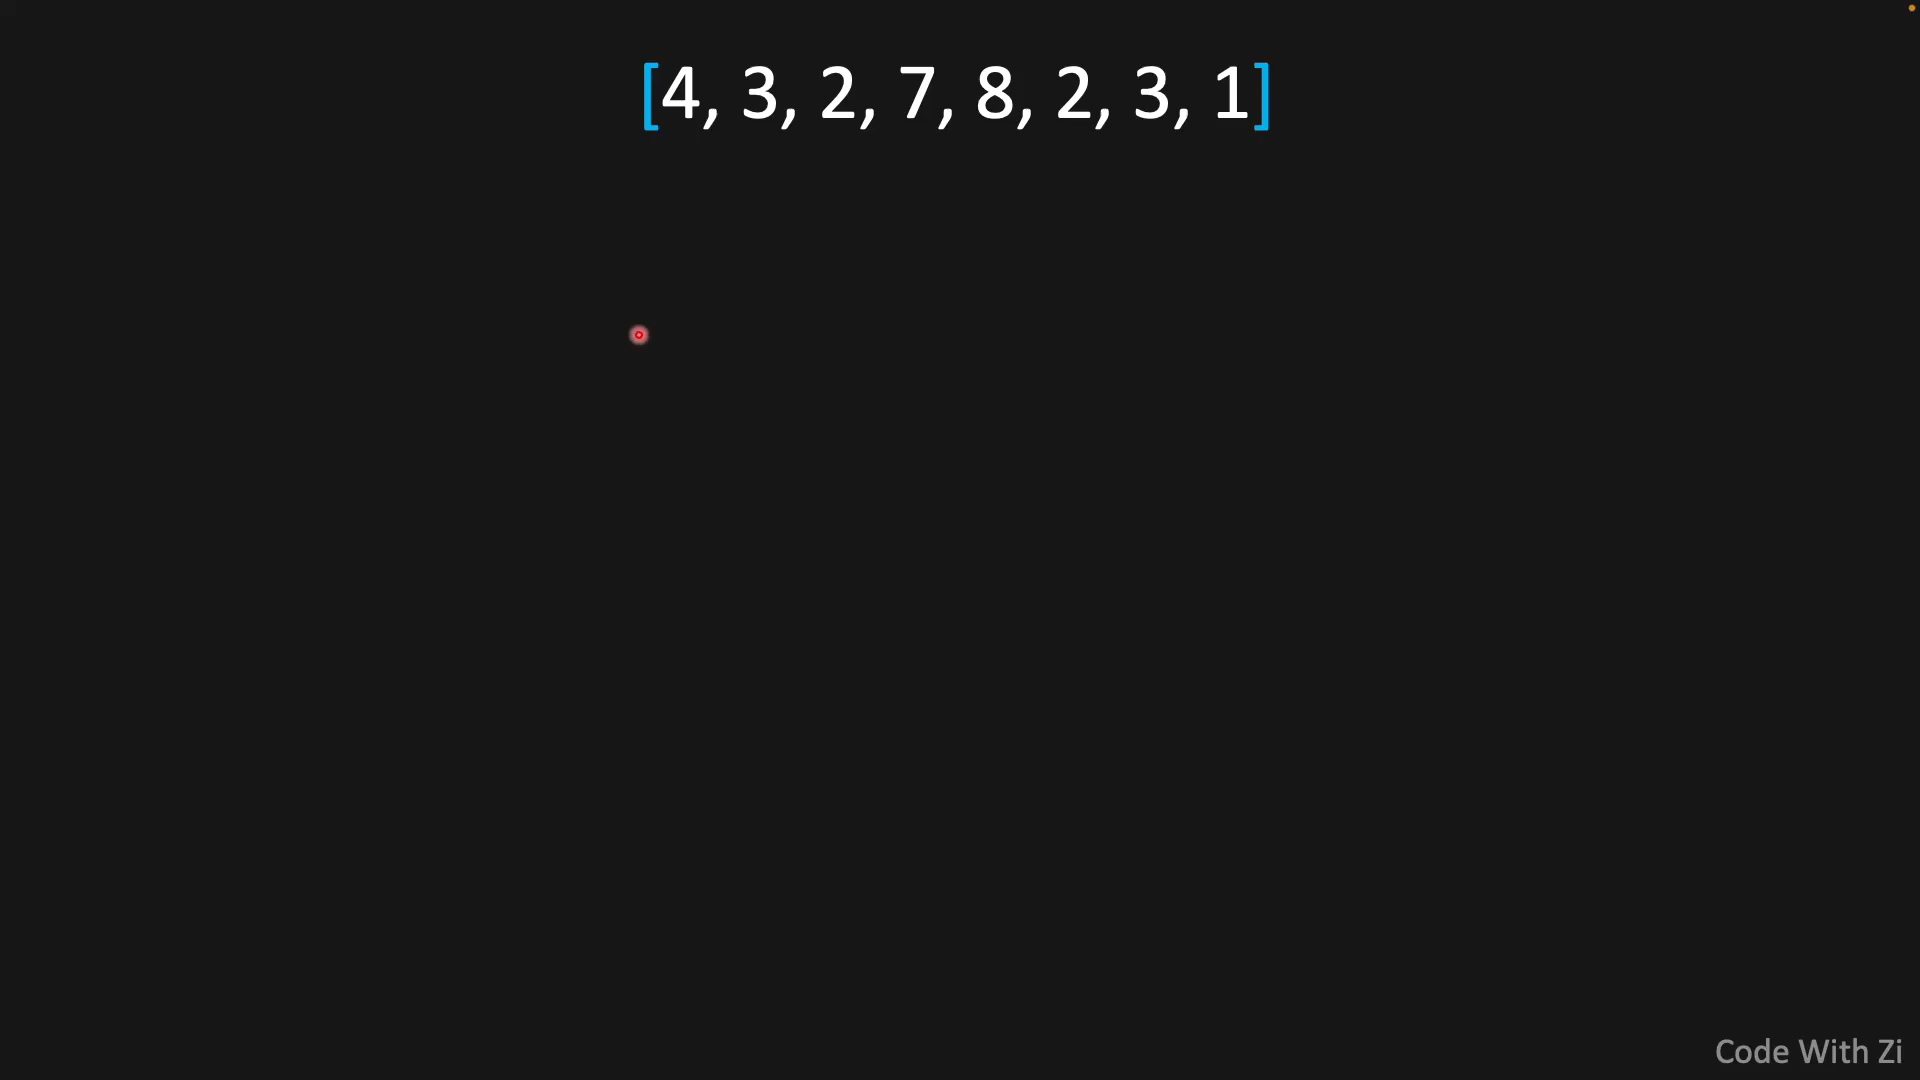 [4, 3, 2, 7, 8, 2, 3, 1]
Code With Zi